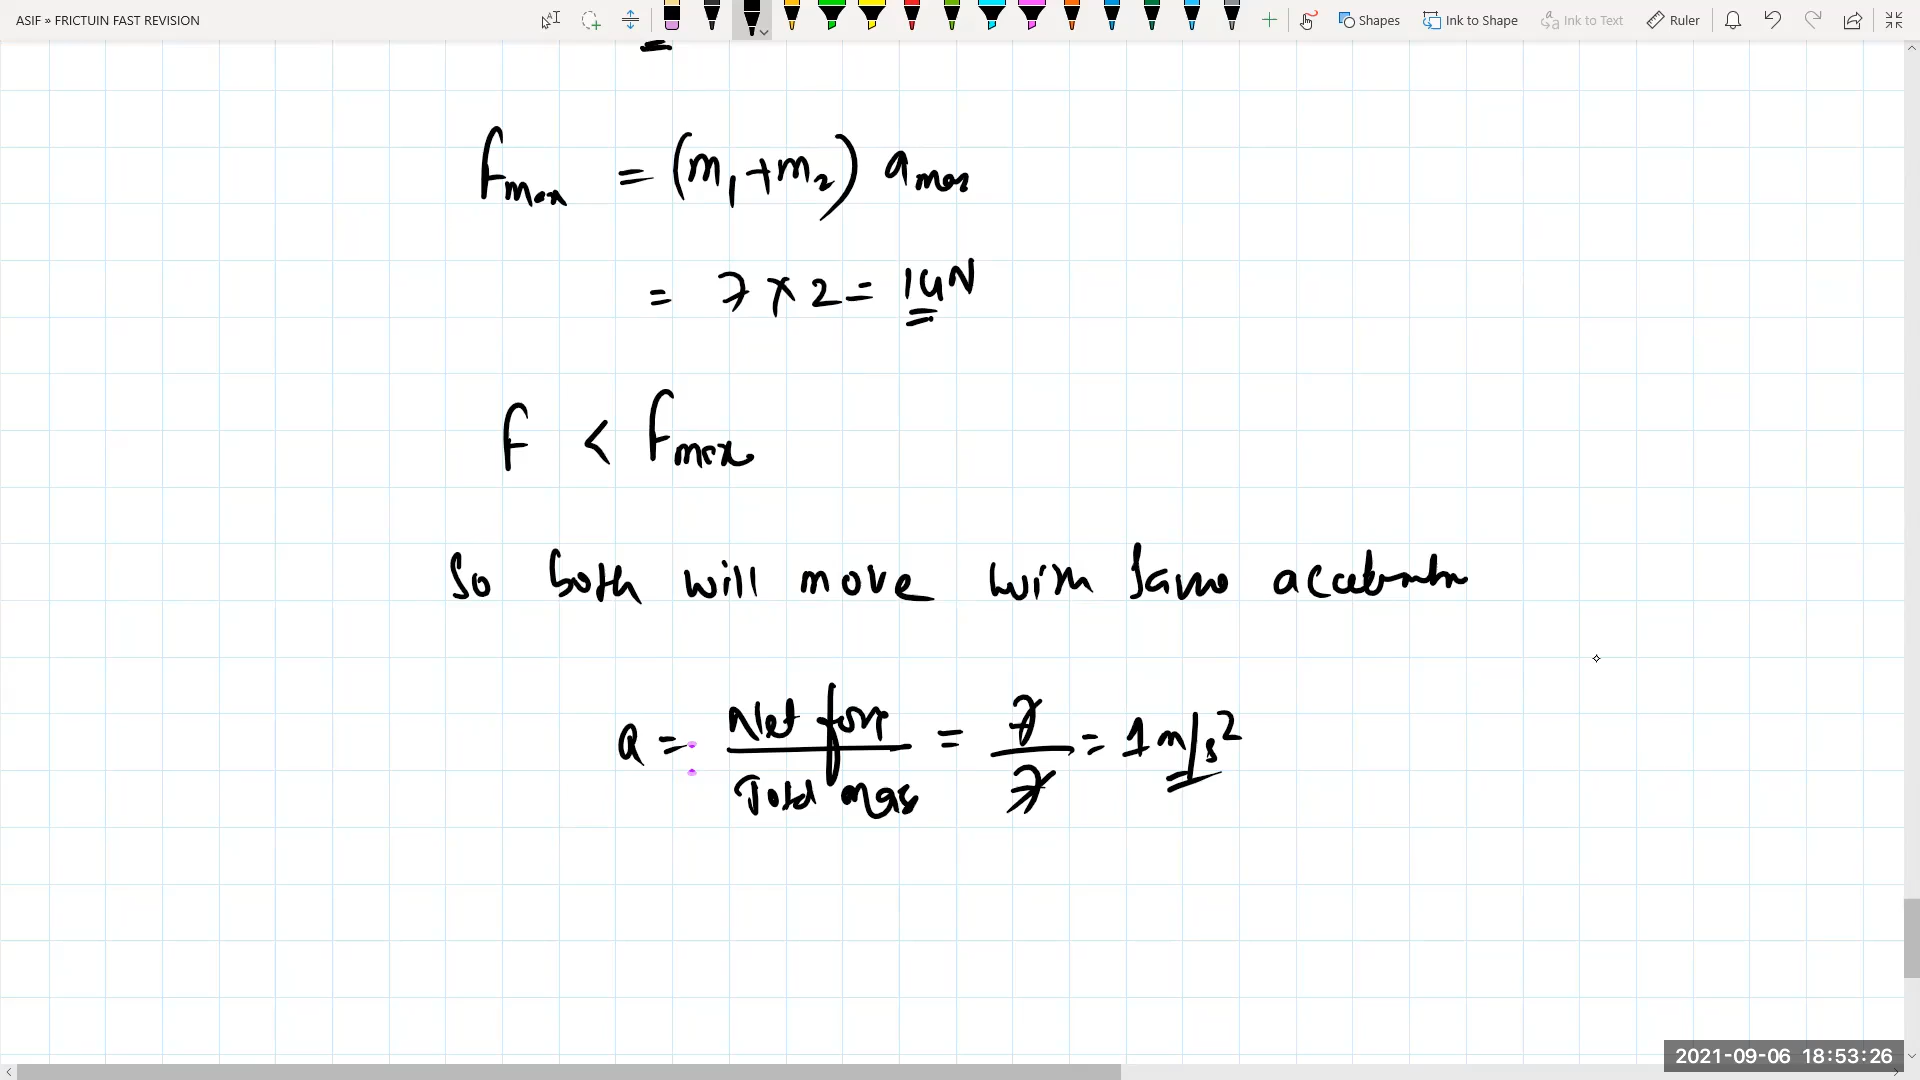 ASIF » FRICTUIN FAST REVISION
Shapes
Ink to Shape
Ink to Text
Ruler
Fmax = (m₁+m₂) amax
= 7 × 2 = 14N
F < Fmax
So both will move with same
a = Net force / Total mass = 7/7 = 1 m/s²
2021-09-06 18:53:26